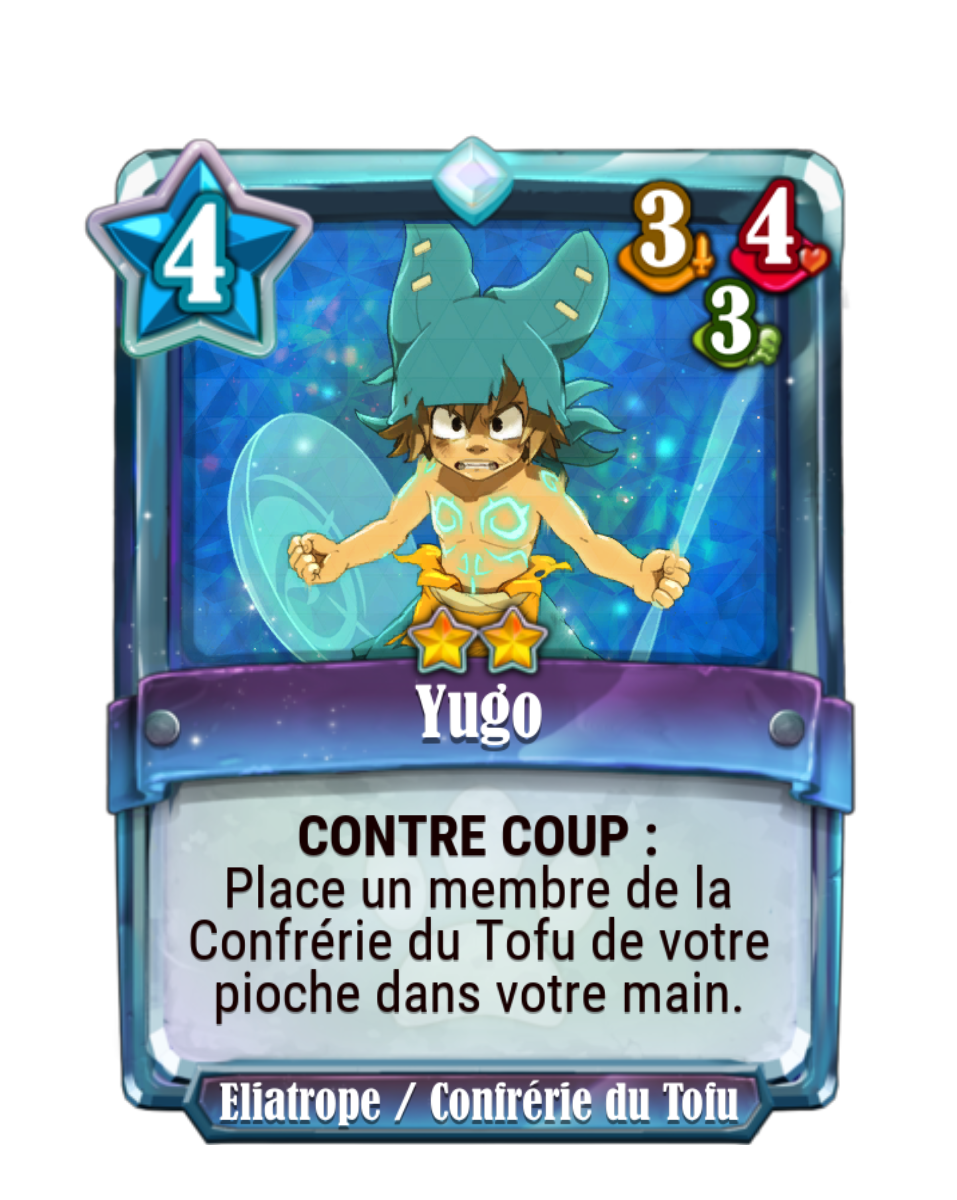 4
3
4
3
Yugo
CONTRE COUP :
Place un membre de la
Confrérie du Tofu de votre
pioche dans votre main.
Eliatrope / Confrérie du Tofu